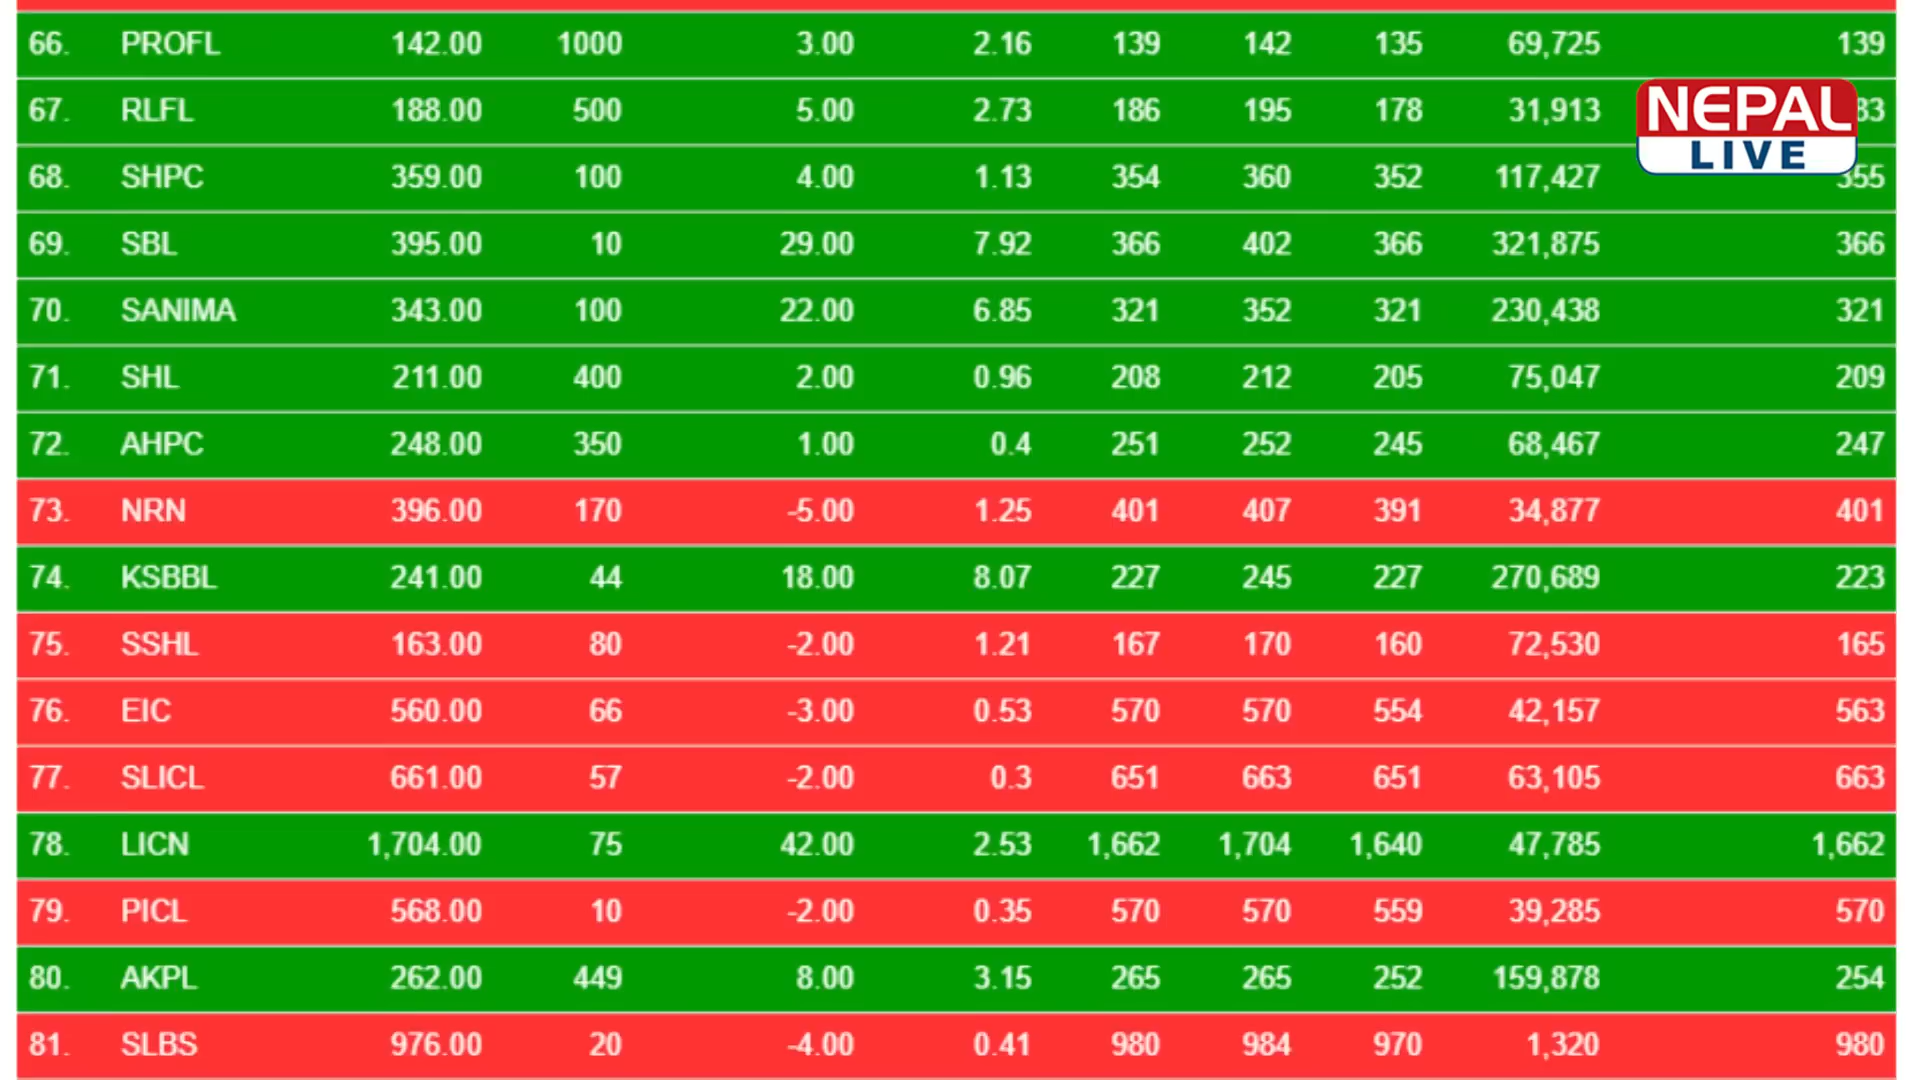 66. PROFL 142.00 1000 3.00 2.16 139 142 135 69,725 139
67. RLFL 188.00 500 5.00 2.73 186 195 178 31,913 83
NEPAL
LIVE
68. SHPC 359.00 100 4.00 1.13 354 360 352 117,427 355
69. SBL 395.00 10 29.00 7.92 366 402 366 321,875 366
70. SANIMA 343.00 100 22.00 6.85 321 352 321 230,438 321
71. SHL 211.00 400 2.00 0.96 208 212 205 75,047 209
72. AHPC 248.00 350 1.00 0.4 251 252 245 68,467 247
73. NRN 396.00 170 -5.00 1.25 401 407 391 34,877 401
74. KSBBL 241.00 44 18.00 8.07 227 245 227 270,689 223
75. SSHL 163.00 80 -2.00 1.21 167 170 160 72,530 165
76. EIC 560.00 66 -3.00 0.53 570 570 554 42,157 563
77. SLICL 661.00 57 -2.00 0.3 651 663 651 63,105 663
78. LICN 1,704.00 75 42.00 2.53 1,662 1,704 1,640 47,785 1,662
79. PICL 568.00 10 -2.00 0.35 570 570 559 39,285 570
80. AKPL 262.00 449 8.00 3.15 265 265 252 159,878 254
81. SLBS 976.00 20 -4.00 0.41 980 984 970 1,320 980